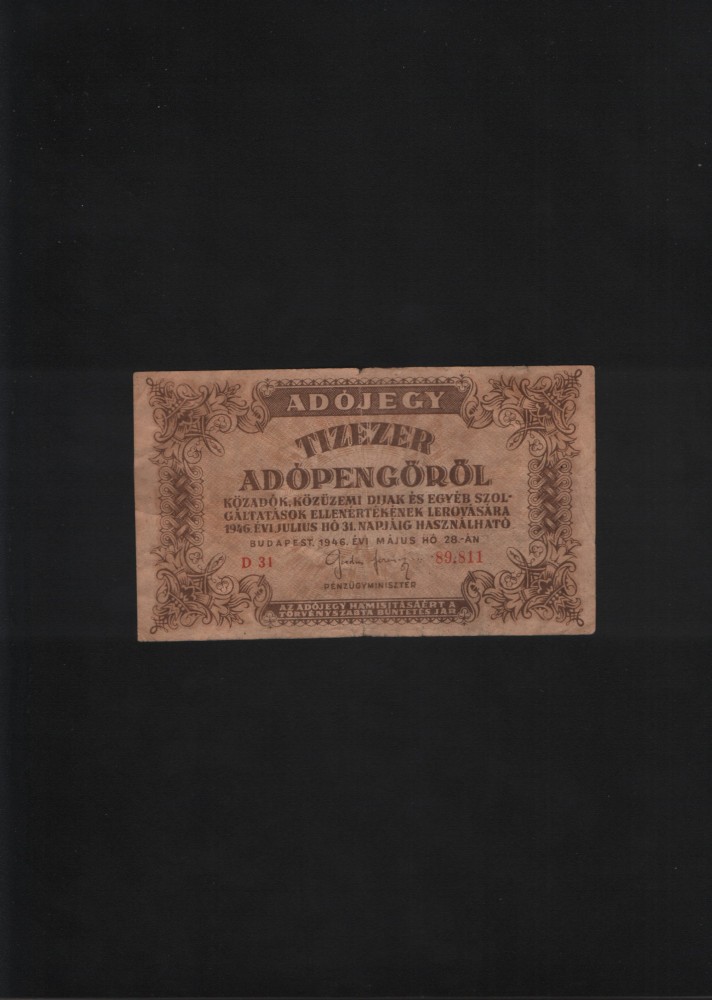 ADÓJEGY
TIZEZER
ADÓPENGŐRŐL
KÖZADÓK, KÖZÜZEMI DIJAK ÉS EGYÉB SZOL-
GÁLTATÁSOK ELLENÉRTÉKÉNEK LEROVÁSÁRA
1946. ÉVI JULIUS HÓ 31. NAPJÁIG HASZNÁLHATÓ
BUDAPEST, 1946. ÉVI MÁJUS HÓ 28.-ÁN
D 31 89,811
PÉNZÜGYMINISZTER
AZ ADÓJEGY HAMISITÁSÁÉRT A
TÖRVÉNYSZABTA BÜNTETÉS JÁR